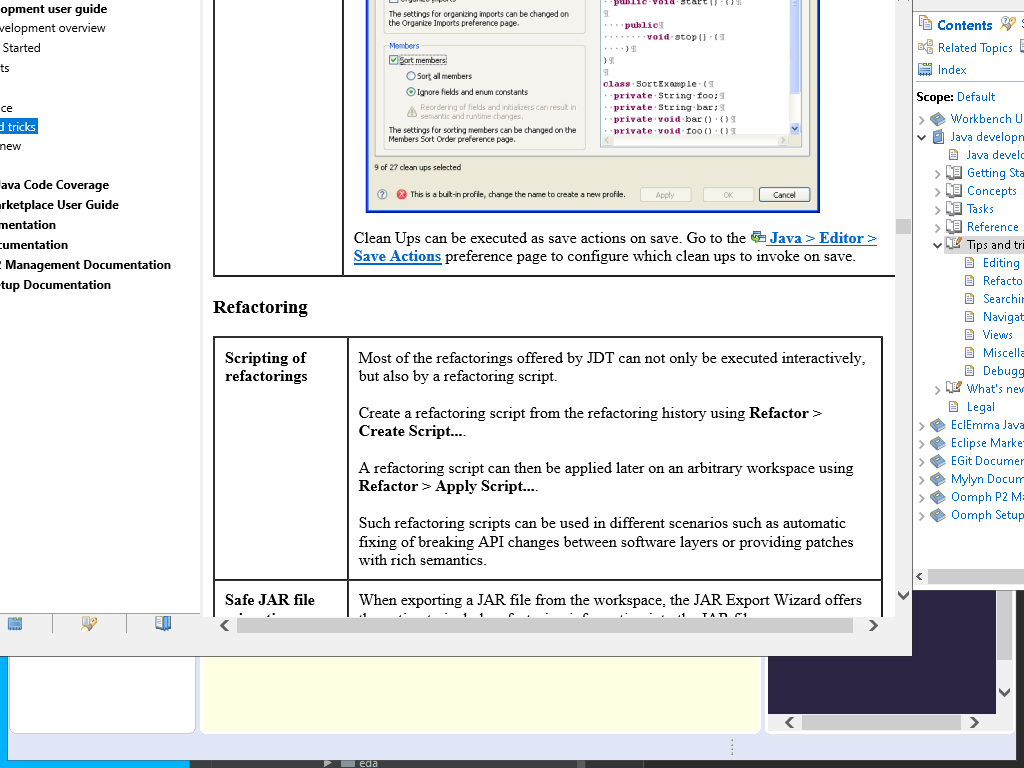 opment user guide
velopment overview
Started
ts
ce
d tricks
new
Java Code Coverage
arketplace User Guide
mentation
cumentation
2 Management Documentation
tup Documentation
The settings for organizing imports can be changed on
the Organize Imports preference page.
Members
Sort members
Sort all members
Ignore fields and enum constants
Reordering of fields and initializers can result in
semantic and runtime changes.
The settings for sorting members can be changed on the
Members Sort Order preference page.
public·void·start()·{}¶
¶
····public¶
········void·stop()·{¶
····}¶
}¶
¶
class·SortExample·{¶
··private·String·foo;¶
··private·String·bar;¶
··private·void·bar()·{}¶
··private·void·foo()·{}¶
9 of 27 clean ups selected
This is a built-in profile, change the name to create a new profile.
Apply
OK
Cancel
Clean Ups can be executed as save actions on save. Go to the Java > Editor >
Save Actions preference page to configure which clean ups to invoke on save.
Refactoring
Scripting of
refactorings
Most of the refactorings offered by JDT can not only be executed interactively,
but also by a refactoring script.
Create a refactoring script from the refactoring history using Refactor >
Create Script....
A refactoring script can then be applied later on an arbitrary workspace using
Refactor > Apply Script....
Such refactoring scripts can be used in different scenarios such as automatic
fixing of breaking API changes between software layers or providing patches
with rich semantics.
Safe JAR file
When exporting a JAR file from the workspace, the JAR Export Wizard offers
Contents
Related Topics
Index
Scope: Default
Workbench U
Java developn
Java develo
Getting Sta
Concepts
Tasks
Reference
Tips and tri
Editing
Refacto
Searchin
Navigat
Views
Miscella
Debugg
What's nev
Legal
EclEmma Java
Eclipse Market
EGit Documer
Mylyn Docum
Oomph P2 Ma
Oomph Setup
eda